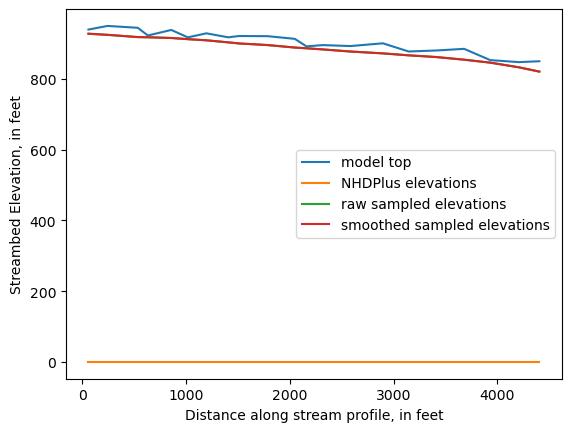 Streambed Elevation, in feet
800
600
400
200
0
model top
NHDPlus elevations
raw sampled elevations
smoothed sampled elevations
0
1000
2000
3000
4000
Distance along stream profile, in feet